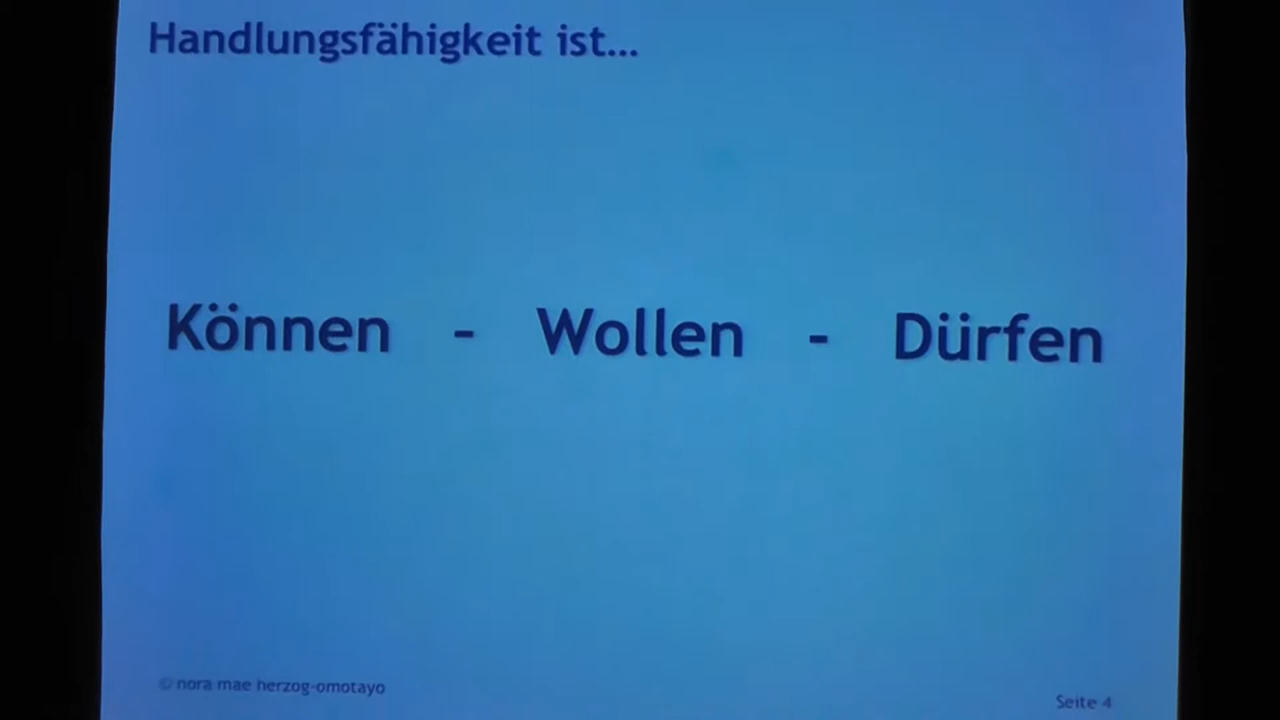 Handlungsfähigkeit ist...
Können - Wollen - Dürfen
© nora mae herzog-omotayo
Seite 4